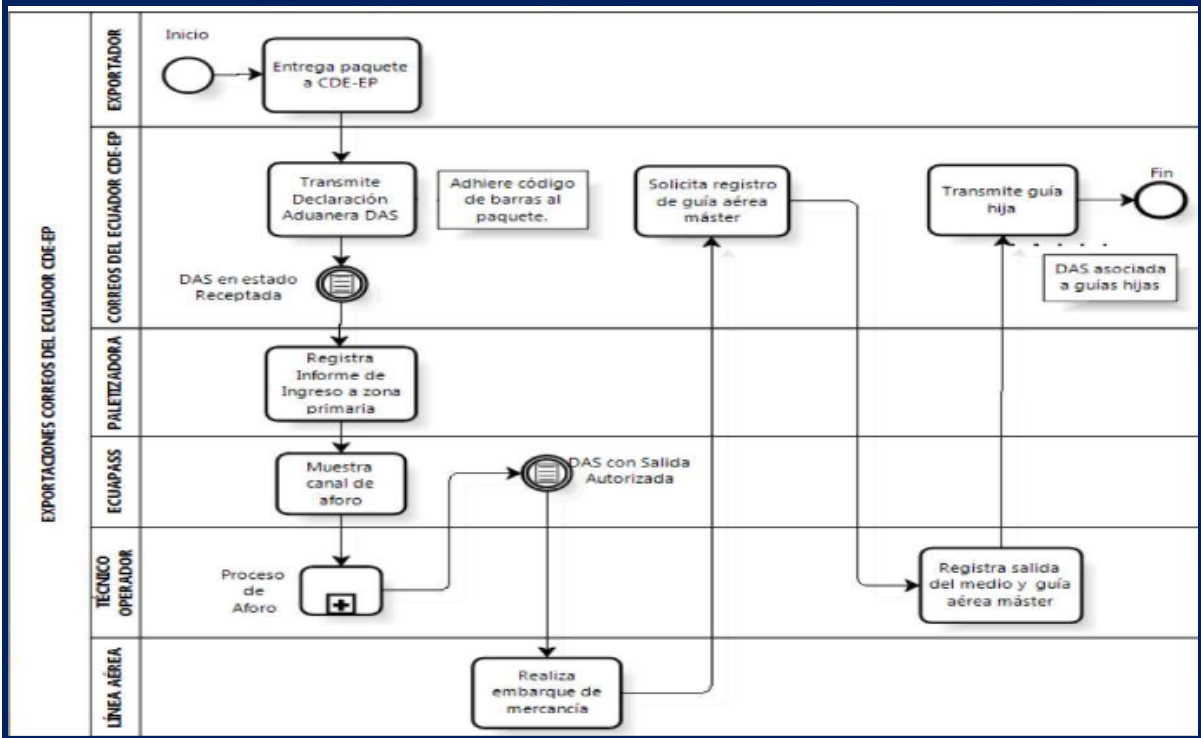 EXPORTACIONES CORREOS DEL ECUADOR CDE-EP
EXPORTADOR
Inicio
Entrega paquete
a CDE-EP
CORREOS DEL ECUADOR CDE-EP
Transmite
Declaración
Aduanera DAS
Adhiere código
de barras al
paquete.
DAS en estado
Receptada
Solicita registro
de guía aérea
máster
Transmite guía
hija
Fin
DAS asociada
a guías hijas
PALETIZADORA
Registra
Informe de
Ingreso a zona
primaria
ECUAPASS
Muestra
canal de
aforo
DAS con Salida
Autorizada
TÉCNICO
OPERADOR
Proceso
de
Aforo
Registra salida
del medio y guía
aérea máster
LÍNEA AÉREA
Realiza
embarque de
mercancía